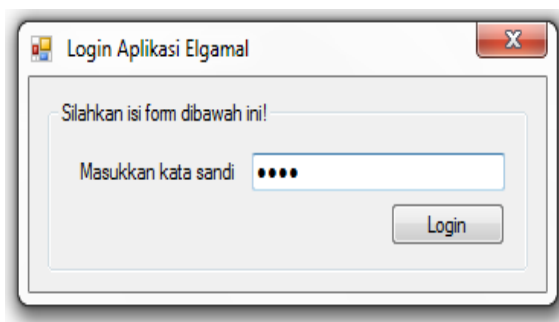 Login Aplikasi Elgamal
Silahkan isi form dibawah ini!
Masukkan kata sandi ••••
Login